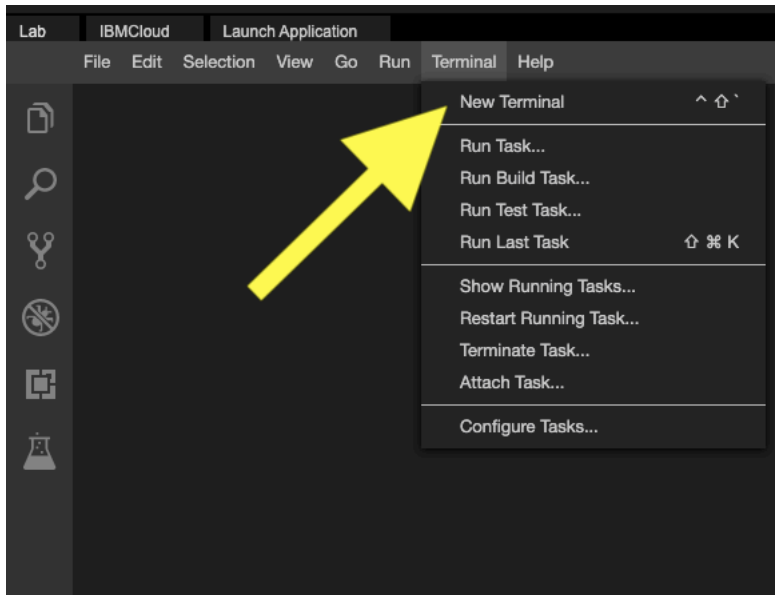 Lab IBMCloud Launch Application
File Edit Selection View Go Run Terminal Help
New Terminal ^ ⇧ `
Run Task...
Run Build Task...
Run Test Task...
Run Last Task ⇧ ⌘ K
Show Running Tasks...
Restart Running Task...
Terminate Task...
Attach Task...
Configure Tasks...